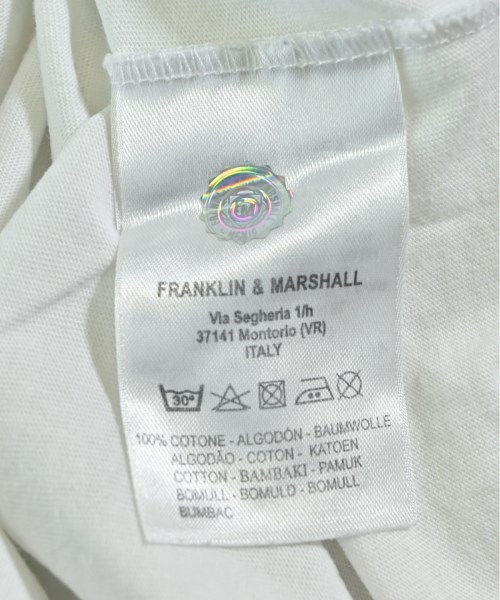 FRANKLIN & MARSHALL
Via Segheria 1/h
37141 Montorio (VR)
ITALY
30°
100% COTONE - ALGODÓN - BAUMWOLLE
ALGODÃO - COTON - KATOEN
COTTON - BAMBAKI - PAMUK
BOMULL - BOMULD - BOMULL
BUMBAC